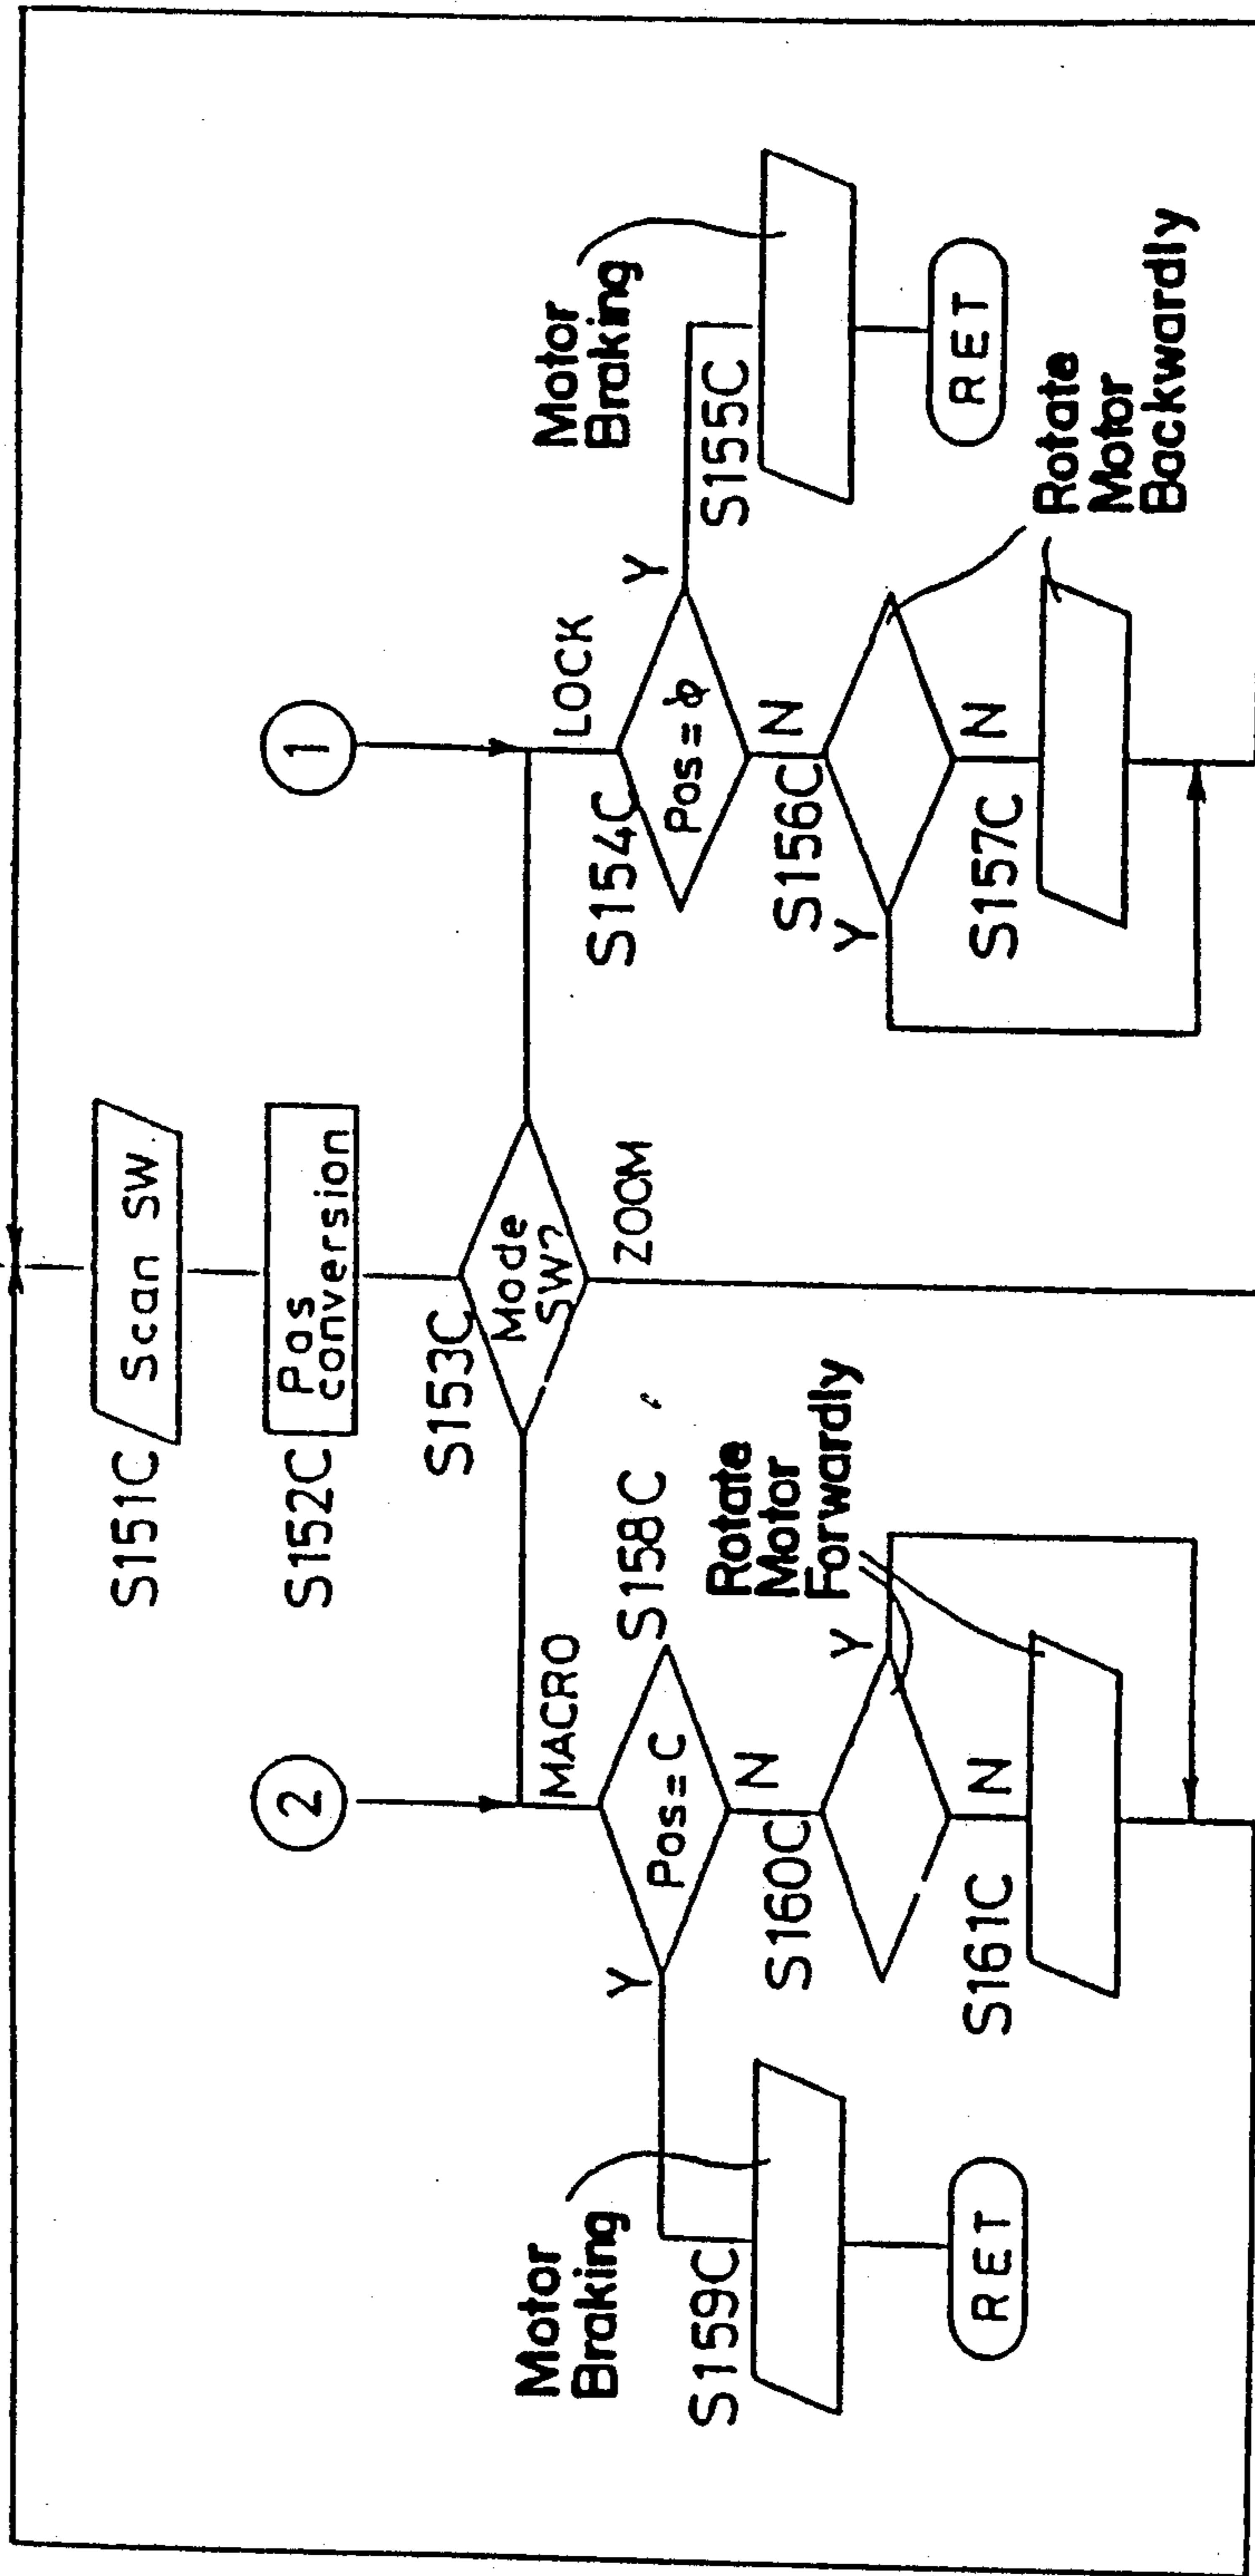 S151C
Scan SW.
S152C
Pos
conversion
S153C
Mode
SW?
ZOOM
2
MACRO
S158C
Pos=C
Y
N
Motor
Braking
S159C
RET
S160C
Rotate
Motor
Forwardly
Y
N
S161C
1
LOCK
S154C
Pos=φ
Y
N
Motor
Braking
S155C
RET
S156C
Y
N
S157C
Rotate
Motor
Backwardly